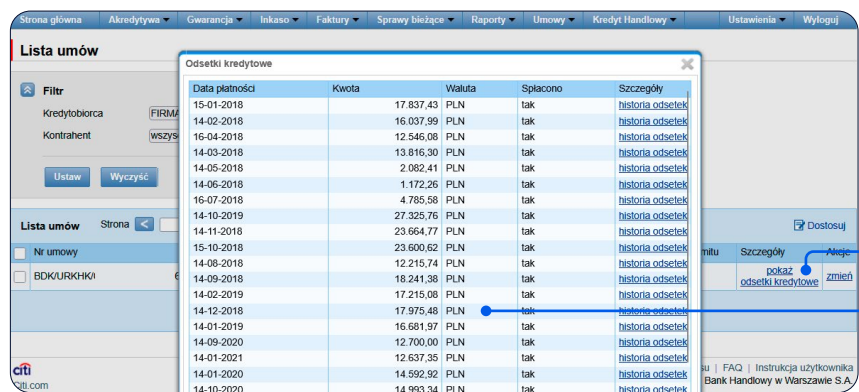 Strona główna Akredytywa Gwarancja Inkaso Faktury Sprawy bieżące Raporty Umowy Kredyt Handlowy Ustawienia Wyloguj
Lista umów
Odsetki kredytowe
Filtr
Kredytobiorca FIRMA
Kontrahent wszys
Ustaw Wyczyść
Data płatności Kwota Waluta Spłacono Szczegóły
15-01-2018 17.837,43 PLN tak historia odsetek
14-02-2018 16.037,99 PLN tak historia odsetek
16-04-2018 12.546,08 PLN tak historia odsetek
14-03-2018 13.816,30 PLN tak historia odsetek
14-05-2018 2.082,41 PLN tak historia odsetek
14-06-2018 1.172,26 PLN tak historia odsetek
16-07-2018 4.785,58 PLN tak historia odsetek
14-10-2019 27.325,76 PLN tak historia odsetek
14-11-2018 23.664,77 PLN tak historia odsetek
15-10-2018 23.600,62 PLN tak historia odsetek
14-08-2018 12.215,74 PLN tak historia odsetek
14-09-2018 18.241,38 PLN tak historia odsetek
14-02-2019 17.215,08 PLN tak historia odsetek
14-12-2018 17.975,48 PLN tak historia odsetek
14-01-2019 16.681,97 PLN tak historia odsetek
14-09-2020 12.700,00 PLN tak historia odsetek
14-01-2021 12.637,35 PLN tak historia odsetek
14-01-2020 14.592,92 PLN tak historia odsetek
14-10-2020 14.993,34 PLN tak historia odsetek
Lista umów Strona < Dostosuj
Nr umowy mitu Szczegóły Akcje
BDK/URKHK/ 6 pokaż odsetki kredytowe zmień
citi
Citi.com
su | FAQ | Instrukcja użytkownika
Bank Handlowy w Warszawie S.A.